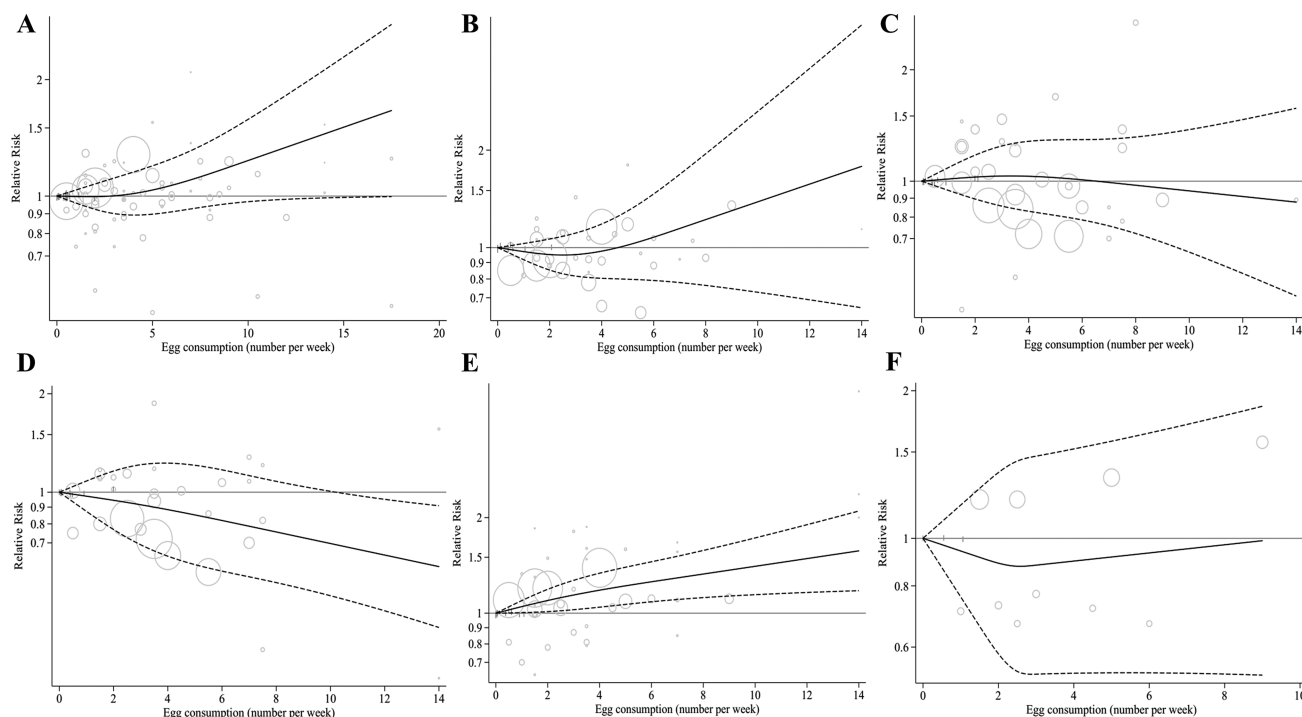 A
Relative Risk
2
1.5
1
0.9
0.8
0.7
0 5 10 15 20
Egg consumption (number per week)
B
Relative Risk
2
1.5
1
0.9
0.8
0.7
0 2 4 6 8 10 12 14
Egg consumption (number per week)
C
Relative Risk
2
1.5
1
0.9
0.8
0.7
0 2 4 6 8 10 12 14
Egg consumption (number per week)
D
Relative Risk
2
1.5
1
0.9
0.8
0.7
0 2 4 6 8 10 12 14
Egg consumption (number per week)
E
Relative Risk
2
1.5
1
0.9
0.8
0.7
0 2 4 6 8 10 12 14
Egg consumption (number per week)
F
Relative Risk
2
1.5
1
0.8
0.6
0 2 4 6 8 10
Egg consumption (number per week)